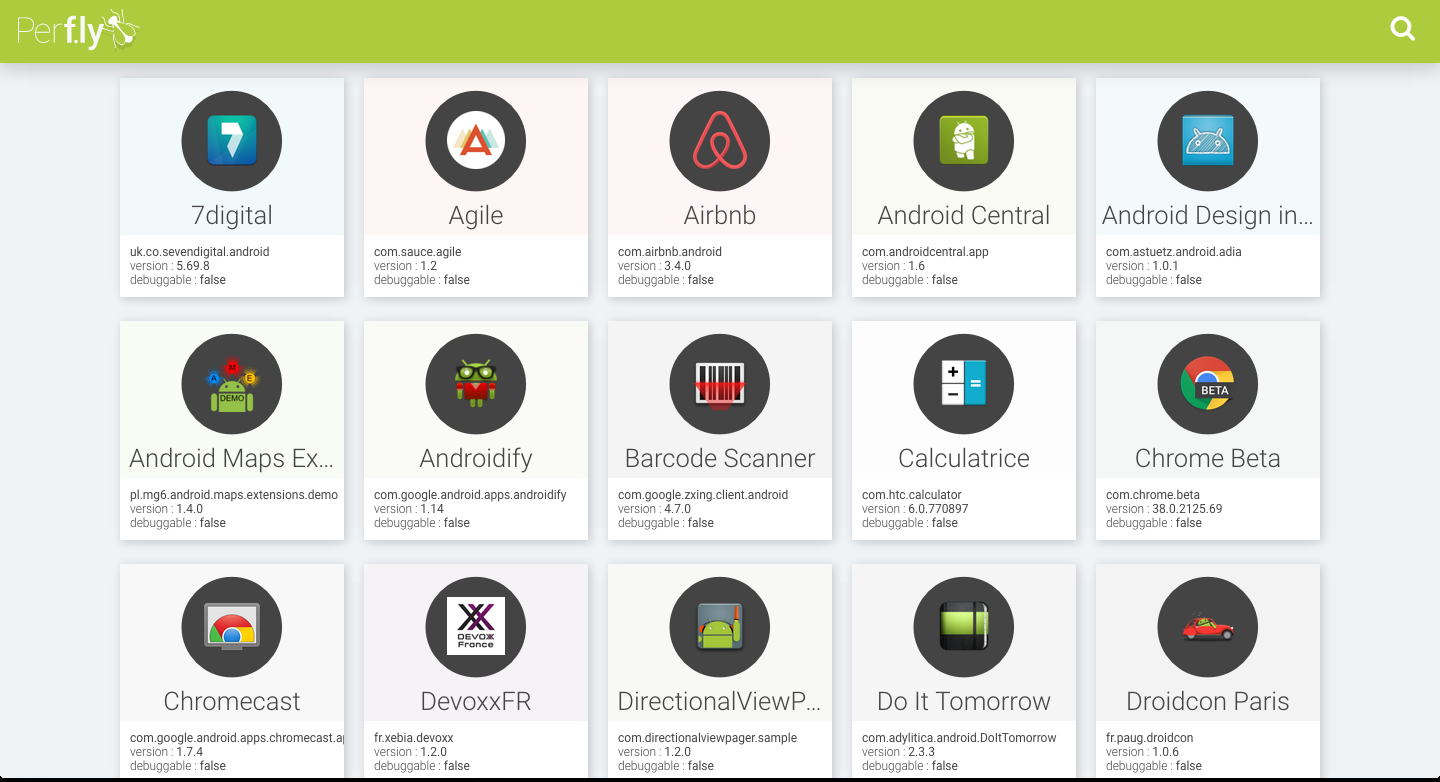 Perf.ly
7digital
uk.co.sevendigital.android
version : 5.69.8
debuggable : false
Agile
com.sauce.agile
version : 1.2
debuggable : false
Airbnb
com.airbnb.android
version : 3.4.0
debuggable : false
Android Central
com.androidcentral.app
version : 1.6
debuggable : false
Android Design in...
com.astuetz.android.adia
version : 1.0.1
debuggable : false
A M E
DEMO
Android Maps Ex...
pl.mg6.android.maps.extensions.demo
version : 1.4.0
debuggable : false
Androidify
com.google.android.apps.androidify
version : 1.14
debuggable : false
Barcode Scanner
com.google.zxing.client.android
version : 4.7.0
debuggable : false
+
−
=
Calculatrice
com.htc.calculator
version : 6.0.770897
debuggable : false
BETA
Chrome Beta
com.chrome.beta
version : 38.0.2125.69
debuggable : false
Chromecast
com.google.android.apps.chromecast.ap
version : 1.7.4
debuggable : false
DEVOXX
France
DevoxxFR
fr.xebia.devoxx
version : 1.2.0
debuggable : false
DirectionalViewP...
com.directionalviewpager.sample
version : 1.2.0
debuggable : false
Do It Tomorrow
com.adylitica.android.DoItTomorrow
version : 2.3.3
debuggable : false
Droidcon Paris
fr.paug.droidcon
version : 1.0.6
debuggable : false